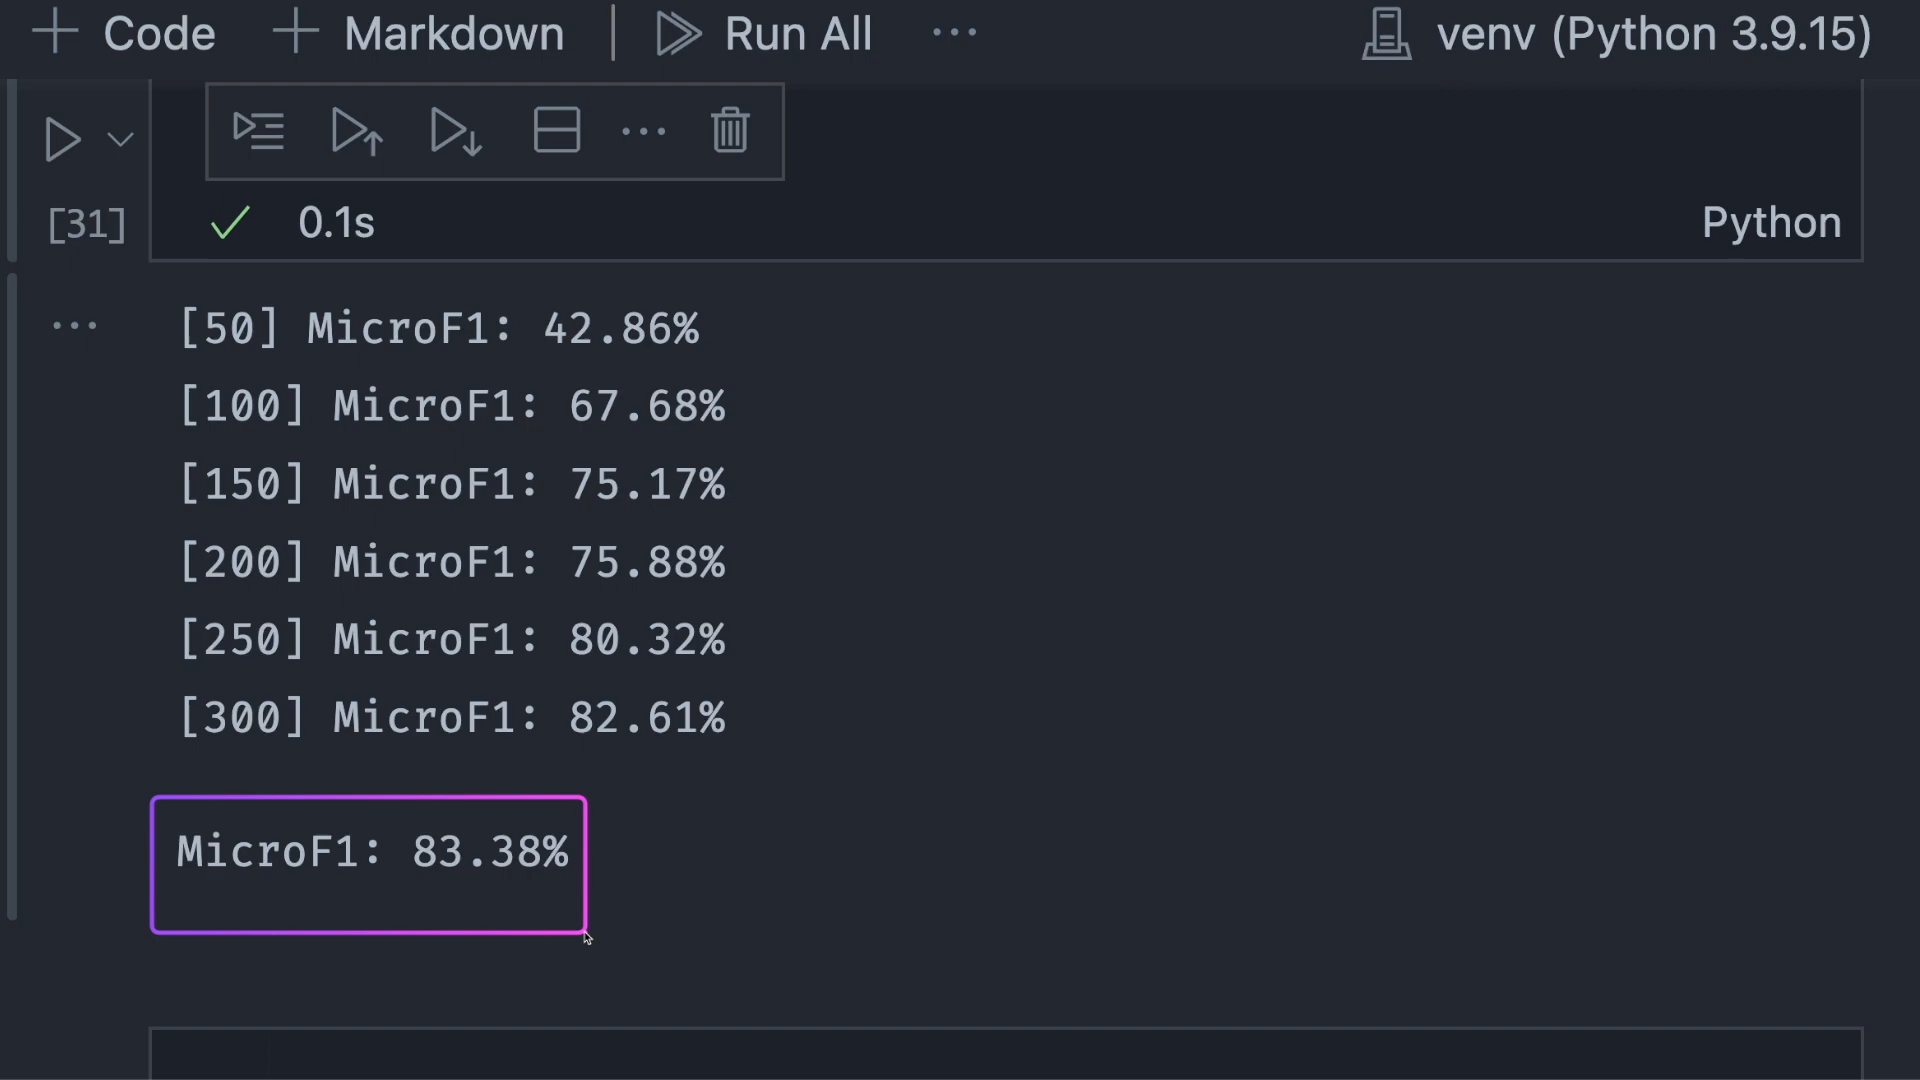 Code Markdown Run All ... venv (Python 3.9.15)
[31] 0.1s Python
[50] MicroF1: 42.86%
[100] MicroF1: 67.68%
[150] MicroF1: 75.17%
[200] MicroF1: 75.88%
[250] MicroF1: 80.32%
[300] MicroF1: 82.61%
MicroF1: 83.38%